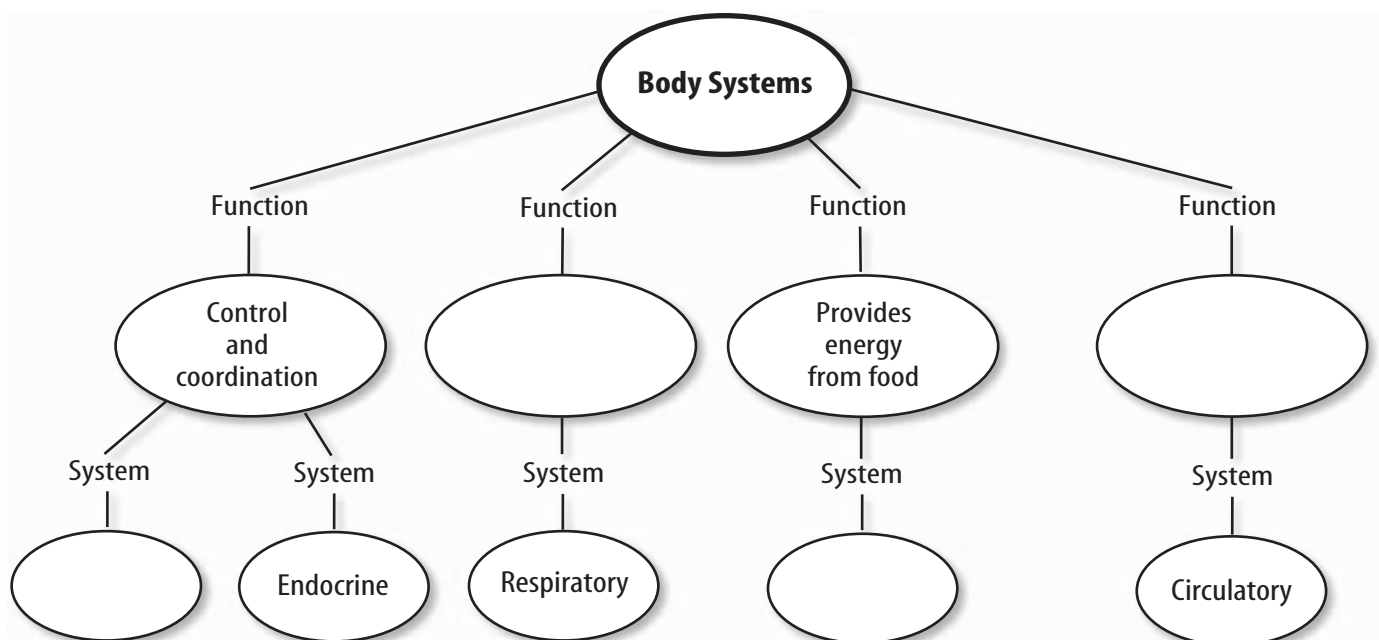 Body Systems
Function
Function
Function
Function
Control
and
coordination
Provides
energy
from food
System
System
System
System
System
Endocrine
Respiratory
Circulatory